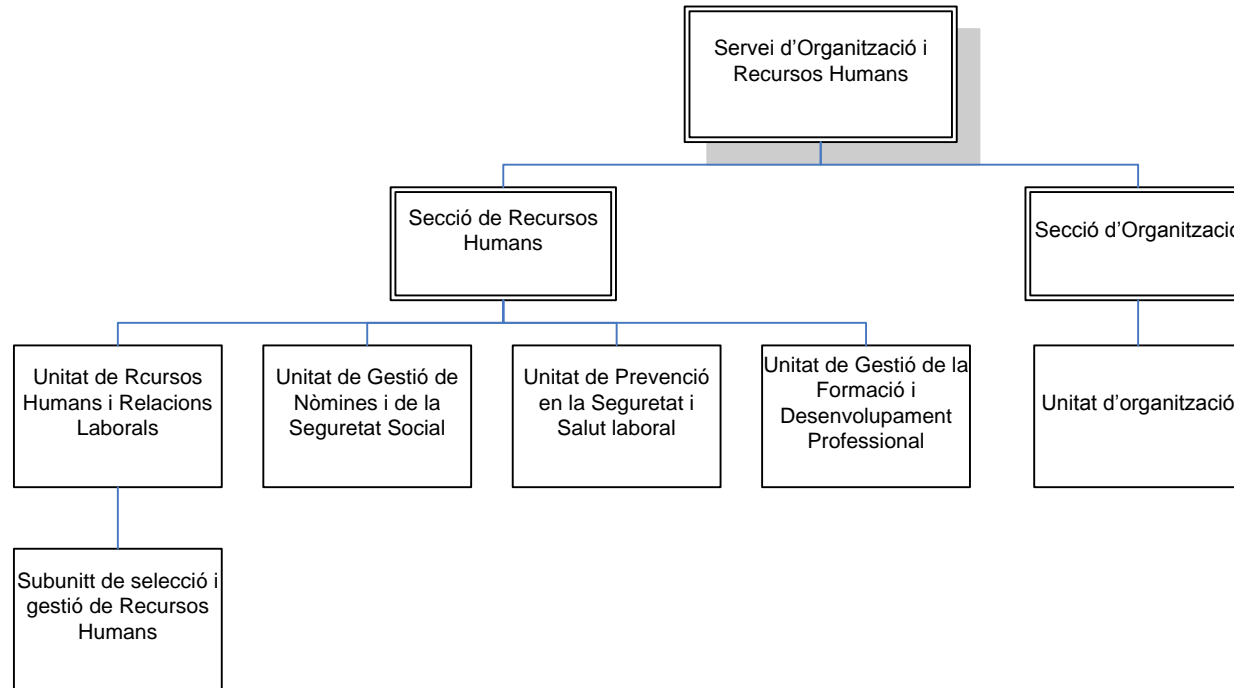 Servei d’Organització i
Recursos Humans
Secció de Recursos
Humans
Secció d’Organització
Unitat de Rcursos
Humans i Relacions
Laborals
Unitat de Gestió de
Nòmines i de la
Seguretat Social
Unitat de Prevenció
en la Seguretat i
Salut laboral
Unitat de Gestió de la
Formació i
Desenvolupament
Professional
Unitat d’organització
Subunitt de selecció i
gestió de Recursos
Humans